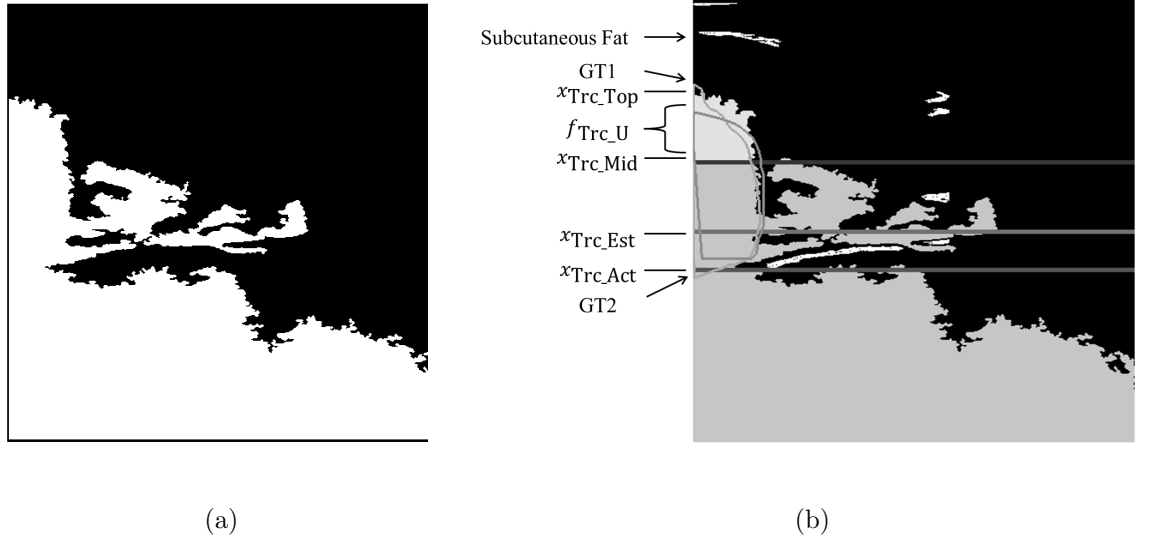 Subcutaneous Fat
GT1
xTrc_Top
fTrc_U
xTrc_Mid
xTrc_Est
xTrc_Act
GT2
(a)
(b)